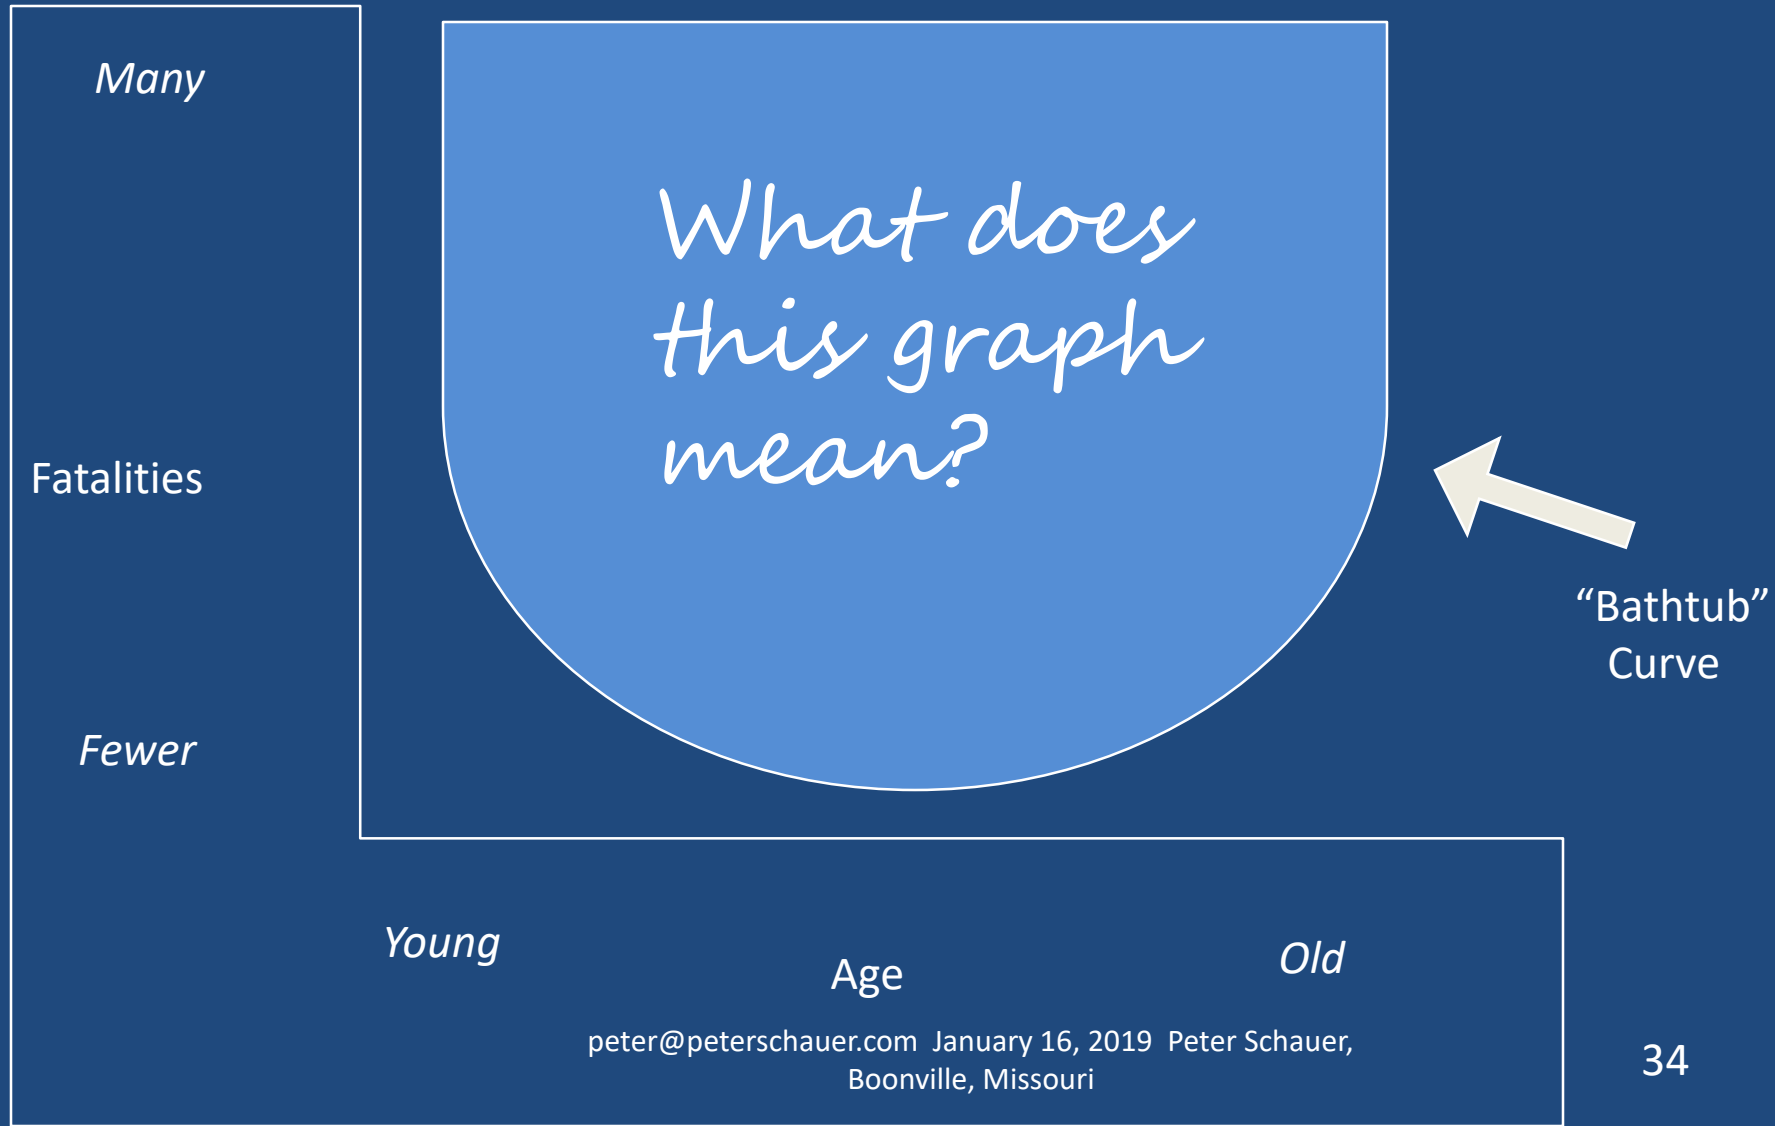 Many
What does
this graph
mean?
Fatalities
“Bathtub”
Curve
Fewer
Young
Age
Old
peter@peterschauer.com January 16, 2019 Peter Schauer,
Boonville, Missouri
34